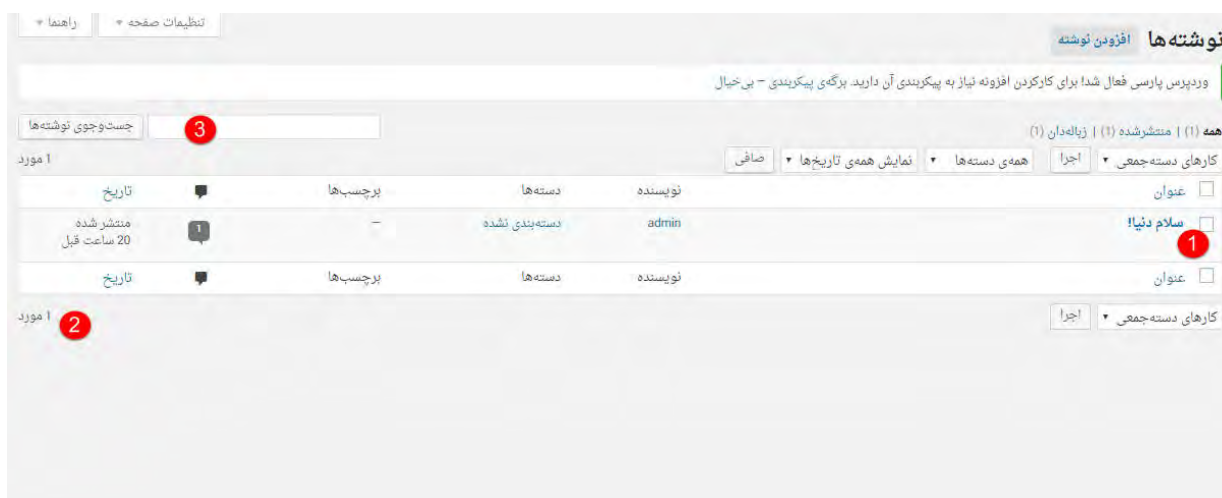 راهنما تنظیمات صفحه
نوشته‌ها افزودن نوشته
وردپرس پارسی فعال شد! برای کارکردن افزونه نیاز به پیکربندی آن دارید. برگه‌ی پیکربندی – بی‌خیال
همه (1) | منتشرشده (1) | زباله‌دان (1)
3 جست‌وجوی نوشته‌ها
کارهای دسته‌جمعی اجرا همه‌ی دسته‌ها نمایش همه‌ی تاریخ‌ها صافی 1 مورد
عنوان نویسنده دسته‌ها برچسب‌ها تاریخ
سلام دنیا! admin دسته‌بندی نشده — 1 منتشر شده
20 ساعت قبل
1
عنوان نویسنده دسته‌ها برچسب‌ها تاریخ
کارهای دسته‌جمعی اجرا 1 مورد
2